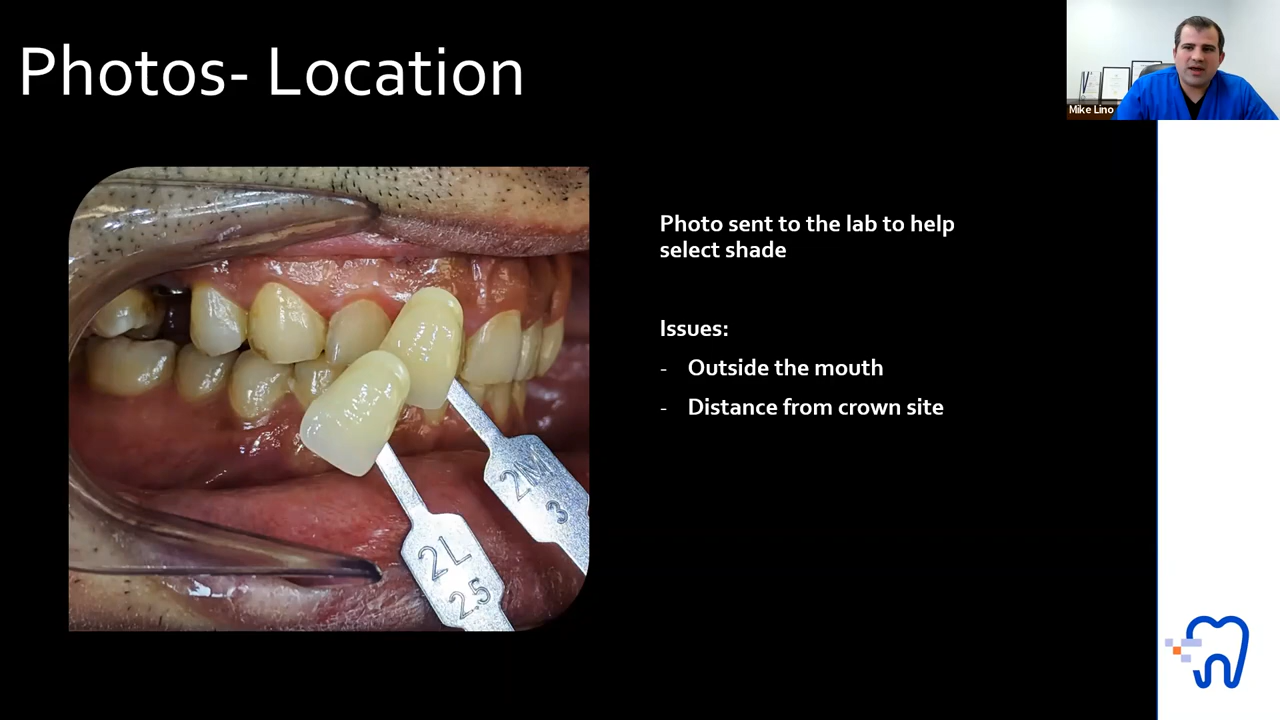 Photos- Location
Mike Lino
Photo sent to the lab to help
select shade
Issues:
- Outside the mouth
- Distance from crown site
2M
3
2L
2.5